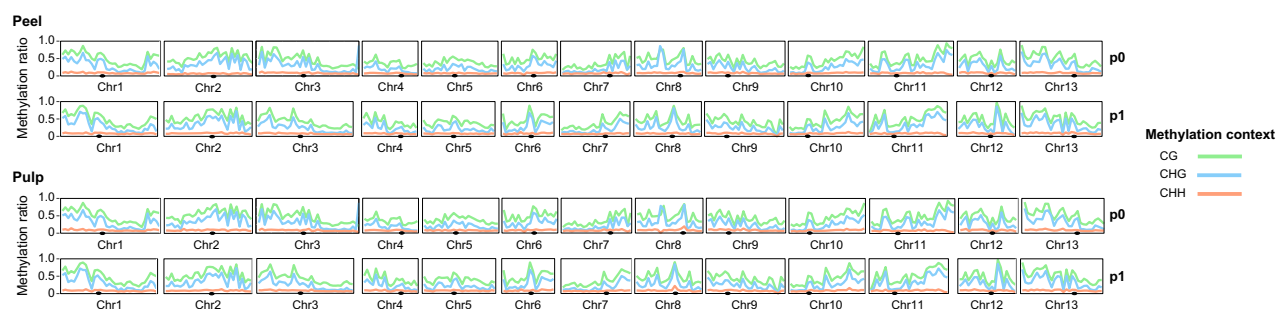 Peel
Methylation ratio
1.0
0.5
0
p0
Chr1 Chr2 Chr3 Chr4 Chr5 Chr6 Chr7 Chr8 Chr9 Chr10 Chr11 Chr12 Chr13
1.0
0.5
0
p1
Chr1 Chr2 Chr3 Chr4 Chr5 Chr6 Chr7 Chr8 Chr9 Chr10 Chr11 Chr12 Chr13
Methylation context
CG
CHG
CHH
Pulp
Methylation ratio
1.0
0.5
0
p0
Chr1 Chr2 Chr3 Chr4 Chr5 Chr6 Chr7 Chr8 Chr9 Chr10 Chr11 Chr12 Chr13
1.0
0.5
0
p1
Chr1 Chr2 Chr3 Chr4 Chr5 Chr6 Chr7 Chr8 Chr9 Chr10 Chr11 Chr12 Chr13